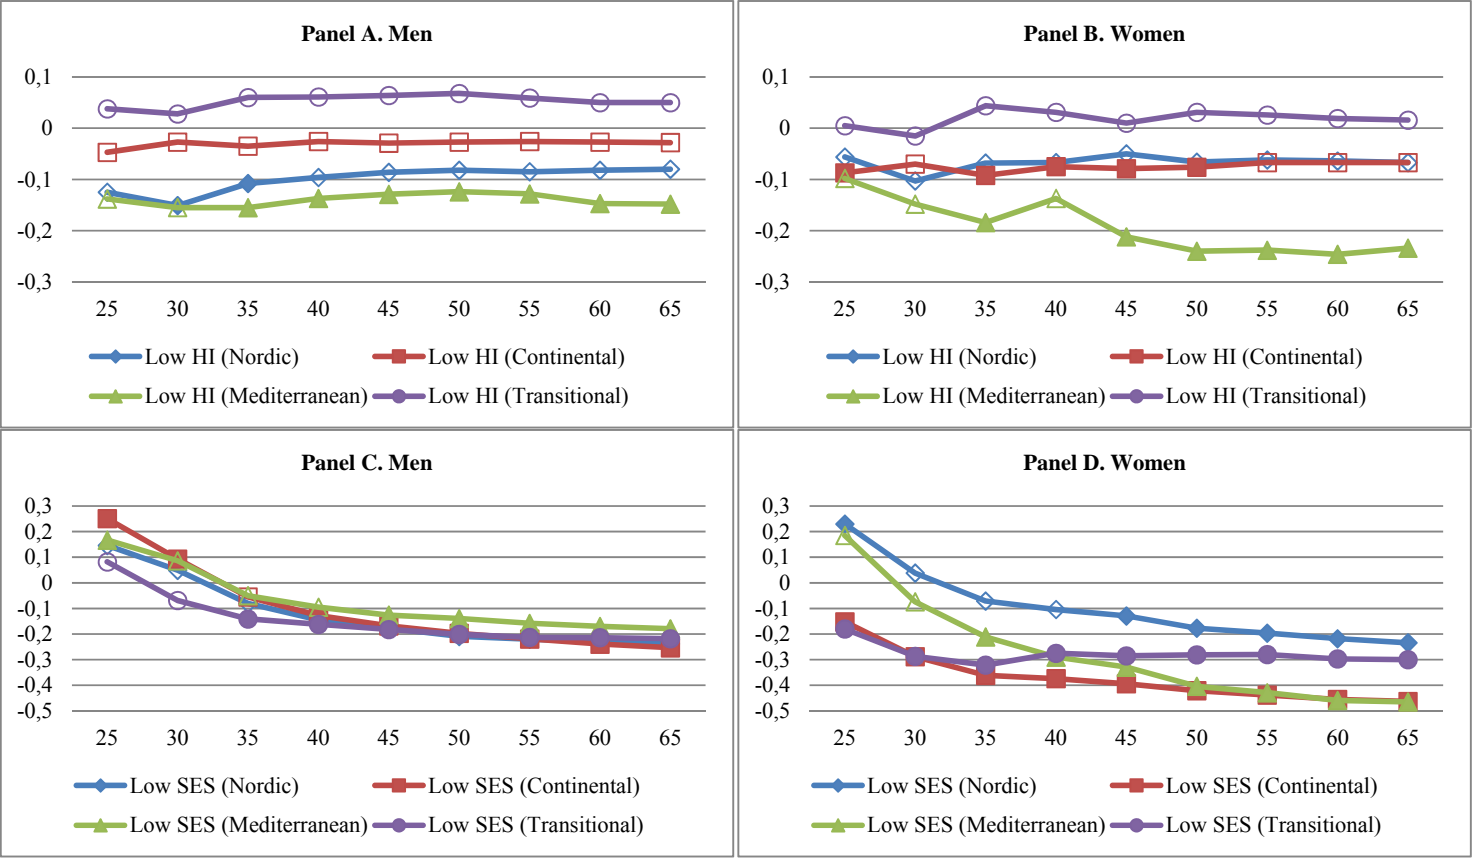 Panel A. Men
0,1
0
-0,1
-0,2
-0,3
25 30 35 40 45 50 55 60 65
Low HI (Nordic) Low HI (Continental)
Low HI (Mediterranean) Low HI (Transitional)
Panel B. Women
0,1
0
-0,1
-0,2
-0,3
25 30 35 40 45 50 55 60 65
Low HI (Nordic) Low HI (Continental)
Low HI (Mediterranean) Low HI (Transitional)
Panel C. Men
0,3
0,2
0,1
0
-0,1
-0,2
-0,3
-0,4
-0,5
25 30 35 40 45 50 55 60 65
Low SES (Nordic) Low SES (Continental)
Low SES (Mediterranean) Low SES (Transitional)
Panel D. Women
0,3
0,2
0,1
0
-0,1
-0,2
-0,3
-0,4
-0,5
25 30 35 40 45 50 55 60 65
Low SES (Nordic) Low SES (Continental)
Low SES (Mediterranean) Low SES (Transitional)